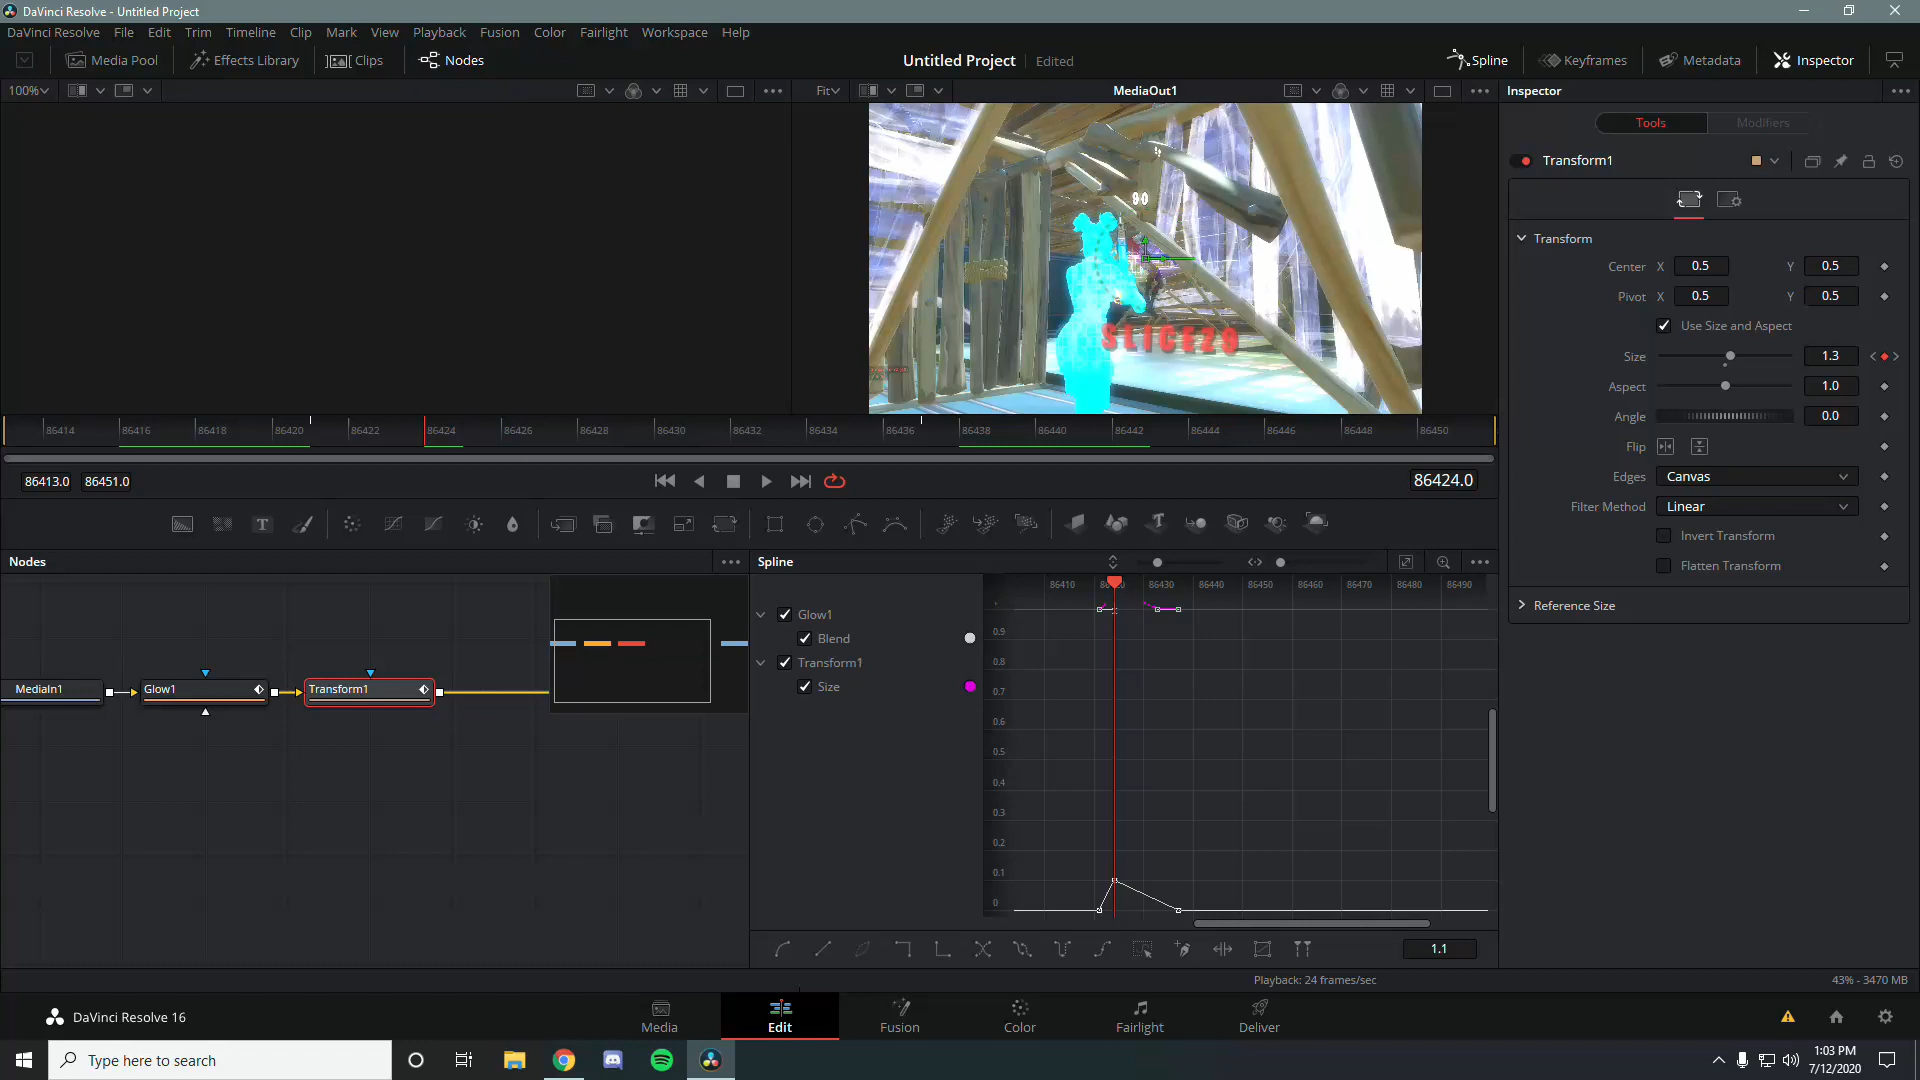 DaVinci Resolve - Untitled Project
DaVinci Resolve File Edit Trim Timeline Clip Mark View Playback Fusion Color Fairlight Workspace Help
Media Pool Effects Library Clips Nodes Untitled Project Edited Spline Keyframes Metadata Inspector
100% Fit MediaOut1 Inspector
Tools Modifiers
Transform1
90
SLICE28
Transform
Center X 0.5 Y 0.5
Pivot X 0.5 Y 0.5
Use Size and Aspect
Size 1.3
Aspect 1.0
Angle 0.0
Flip
Edges Canvas
Filter Method Linear
Invert Transform
Flatten Transform
Reference Size
86414 86416 86418 86420 86422 86424 86426 86428 86430 86432 86434 86436 86438 86440 86442 86444 86446 86448 86450
86413.0 86451.0 86424.0
Nodes Spline
86410 86430 86440 86450 86460 86470 86480 86490
Glow1
Blend
Transform1
Size
0.9
0.8
0.7
0.6
0.5
0.4
0.3
0.2
0.1
0
MediaIn1 Glow1 Transform1
1.1
Playback: 24 frames/sec 43% - 3470 MB
DaVinci Resolve 16 Media Edit Fusion Color Fairlight Deliver
Type here to search
1:03 PM
7/12/2020